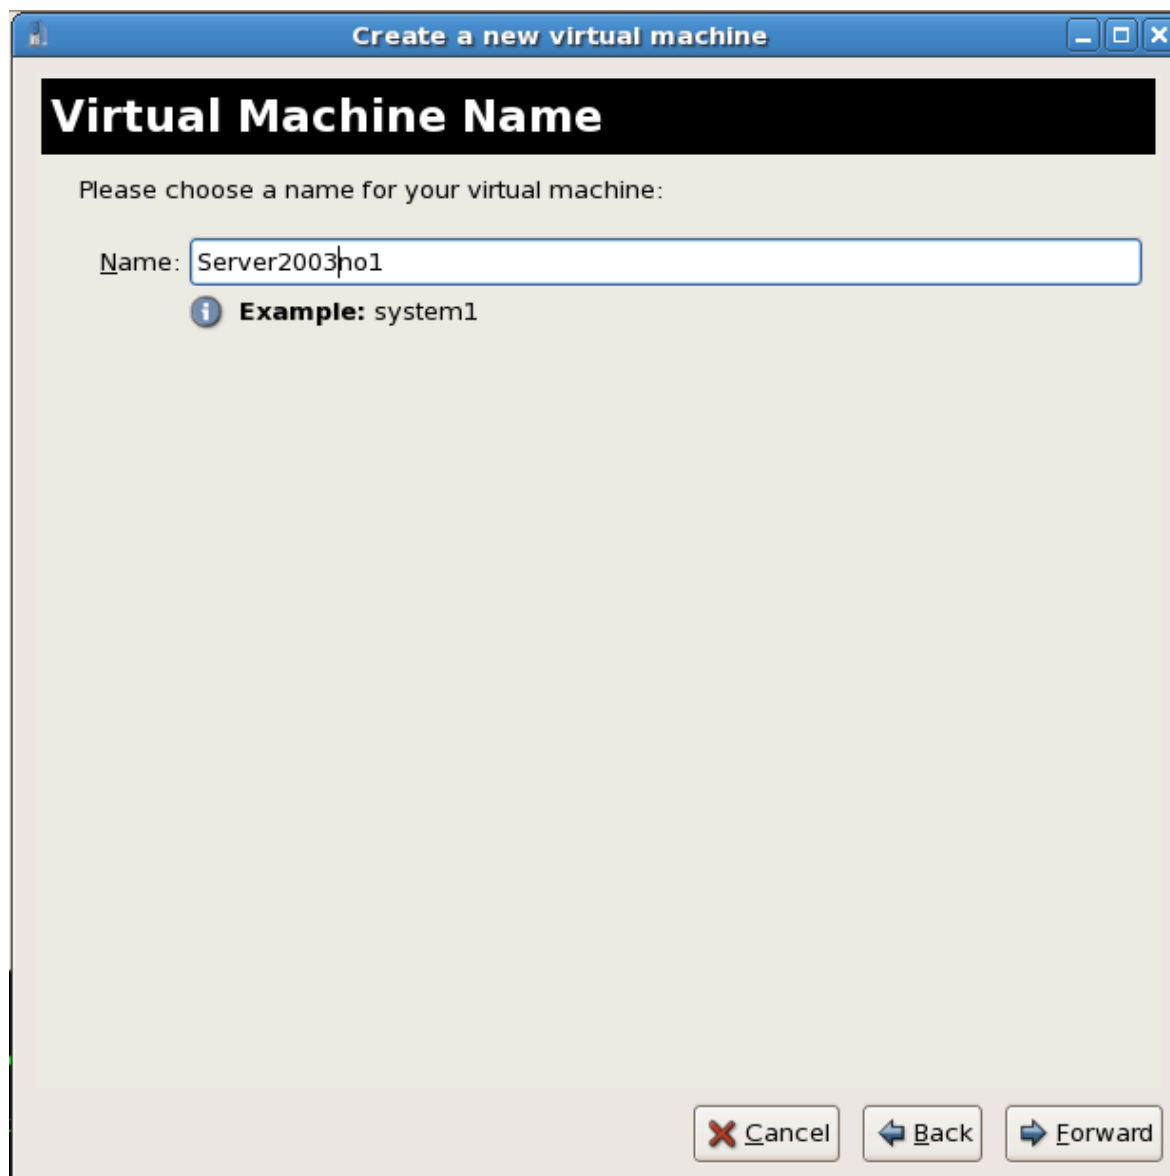 Create a new virtual machine
Virtual Machine Name
Please choose a name for your virtual machine:
Name: Server2003no1
Example: system1
Cancel Back Forward